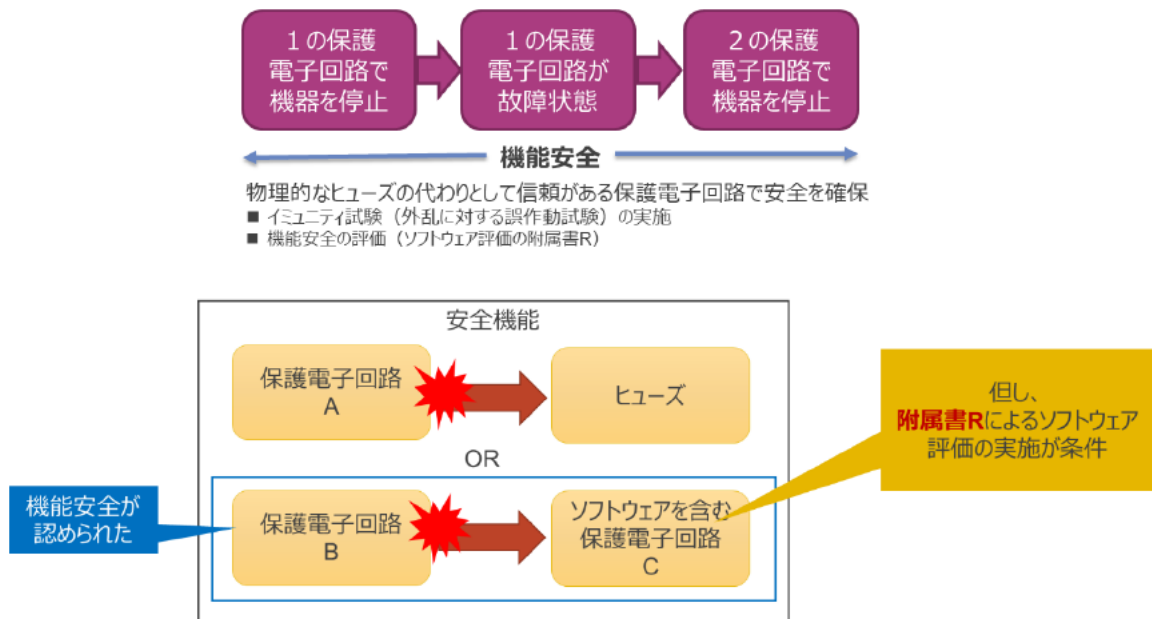 1の保護
電子回路で
機器を停止
1の保護
電子回路が
故障状態
2の保護
電子回路で
機器を停止
機能安全
物理的なヒューズの代わりとして信頼がある保護電子回路で安全を確保
■ イミュニティ試験（外乱に対する誤作動試験）の実施
■ 機能安全の評価（ソフトウェア評価の附属書R）
安全機能
保護電子回路
A
ヒューズ
OR
保護電子回路
B
ソフトウェアを含む
保護電子回路
C
機能安全が
認められた
但し、
附属書Rによるソフトウェア
評価の実施が条件